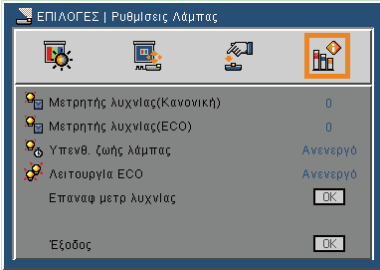 ΕΠΙΛΟΓΕΣ | Ρυθμίσεις Λάμπας
Μετρητής λυχνίας(Κανονική) 0
Μετρητής λυχνίας(ECO) 0
Υπενθ. ζωής λάμπας Ανενεργό
Λειτουργία ECO Ανενεργό
Επαναφ μετρ λυχνίας OK
Έξοδος OK